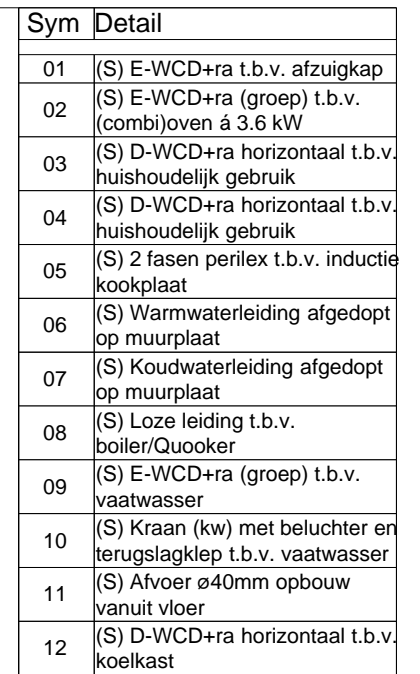 Sym Detail
01 (S) E-WCD+ra t.b.v. afzuigkap
02 (S) E-WCD+ra (groep) t.b.v.
(combi)oven á 3.6 kW
03 (S) D-WCD+ra horizontaal t.b.v.
huishoudelijk gebruik
04 (S) D-WCD+ra horizontaal t.b.v.
huishoudelijk gebruik
05 (S) 2 fasen perilex t.b.v. inductie
kookplaat
06 (S) Warmwaterleiding afgedopt
op muurplaat
07 (S) Koudwaterleiding afgedopt
op muurplaat
08 (S) Loze leiding t.b.v.
boiler/Quooker
09 (S) E-WCD+ra (groep) t.b.v.
vaatwasser
10 (S) Kraan (kw) met beluchter en
terugslagklep t.b.v. vaatwasser
11 (S) Afvoer ø40mm opbouw
vanuit vloer
12 (S) D-WCD+ra horizontaal t.b.v.
koelkast